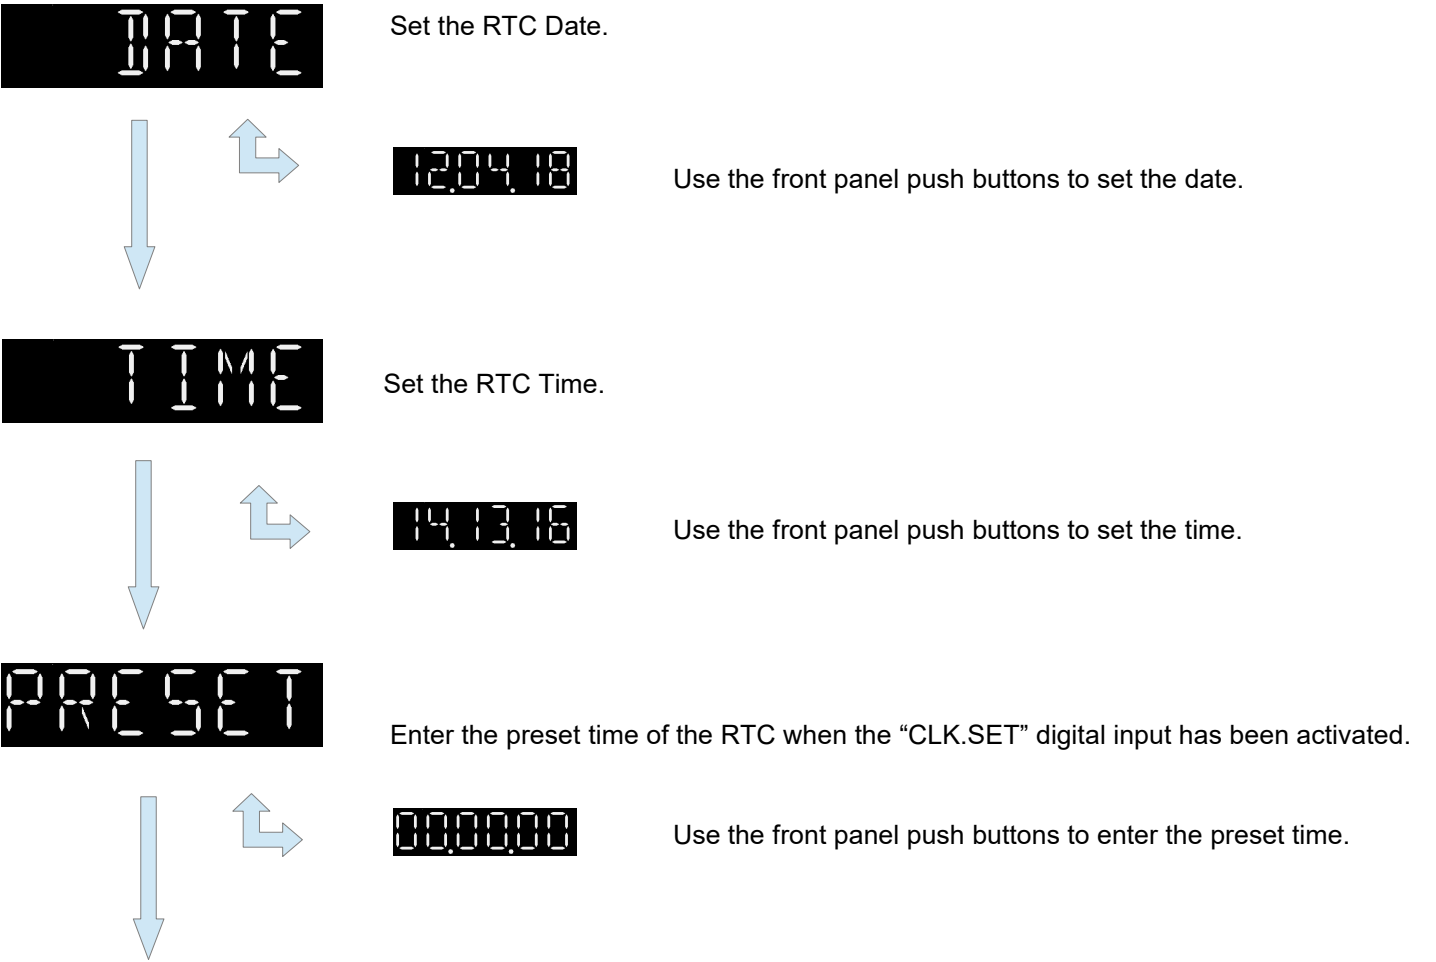 DATE
Set the RTC Date.
12.04.18
Use the front panel push buttons to set the date.
TIME
Set the RTC Time.
14.13.16
Use the front panel push buttons to set the time.
PRESET
Enter the preset time of the RTC when the “CLK.SET” digital input has been activated.
00.00.00
Use the front panel push buttons to enter the preset time.